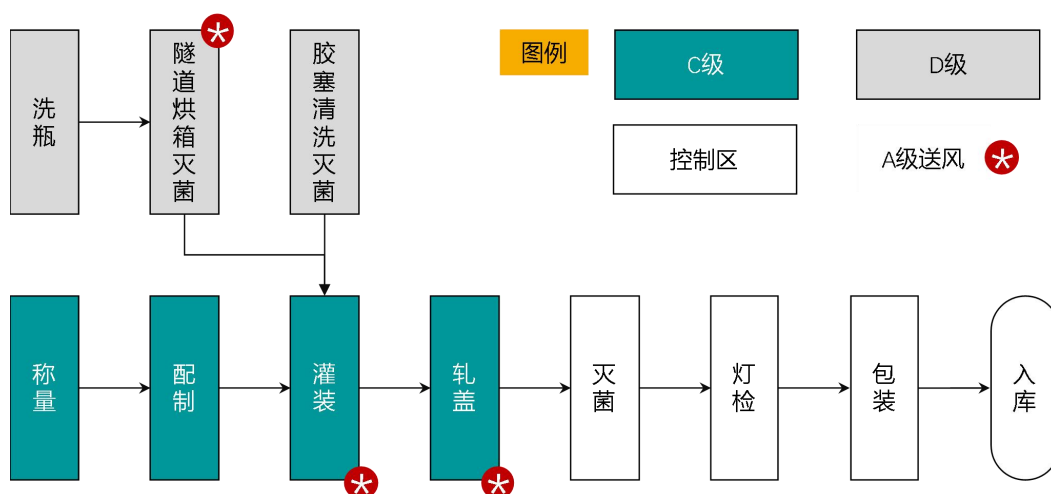 洗瓶
隧道烘箱灭菌
胶塞清洗灭菌
图例
C级
D级
控制区
A级送风
称量
配制
灌装
轧盖
灭菌
灯检
包装
入库